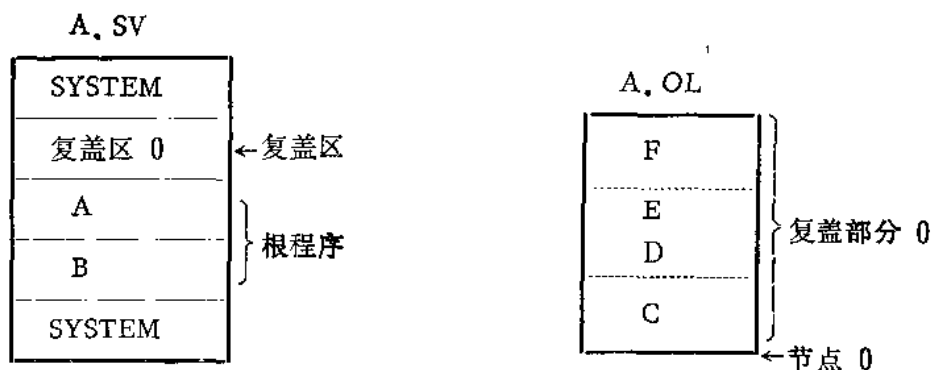 A. SV
SYSTEM
复盖区 0
←复盖区
A
B
根程序
SYSTEM
A. OL
F
E
D
C
复盖部分 0
←节点 0